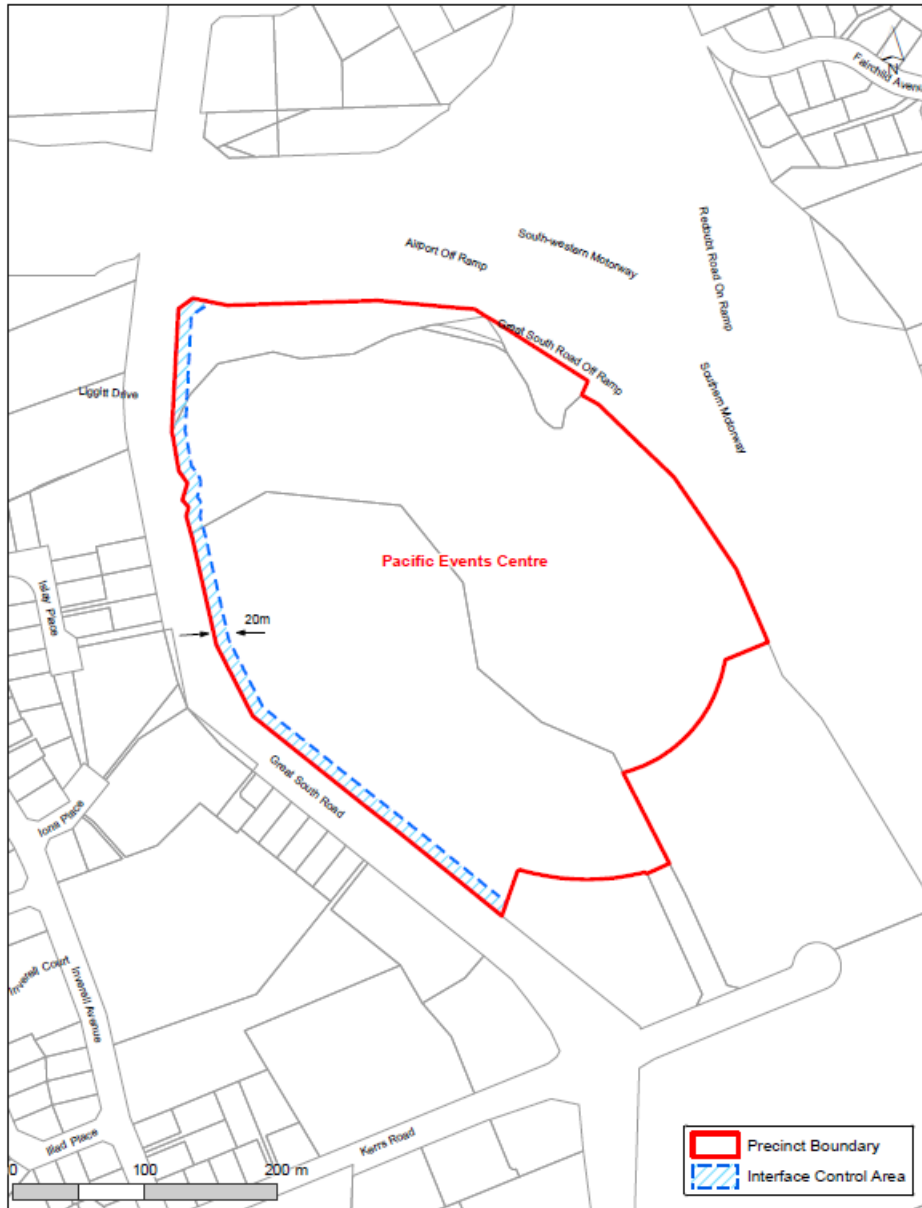 Fairchild Avenue
N
Redoubt Road On Ramp
South-western Motorway
Airport Off Ramp
Great South Road Off Ramp
Southern Motorway
Liggitt Drive
Pacific Events Centre
Islay Place
20m
Great South Road
Iona Place
Inverell Court
Inverell Avenue
Illad Place
Kerrs Road
0 100 200 m
Precinct Boundary
Interface Control Area